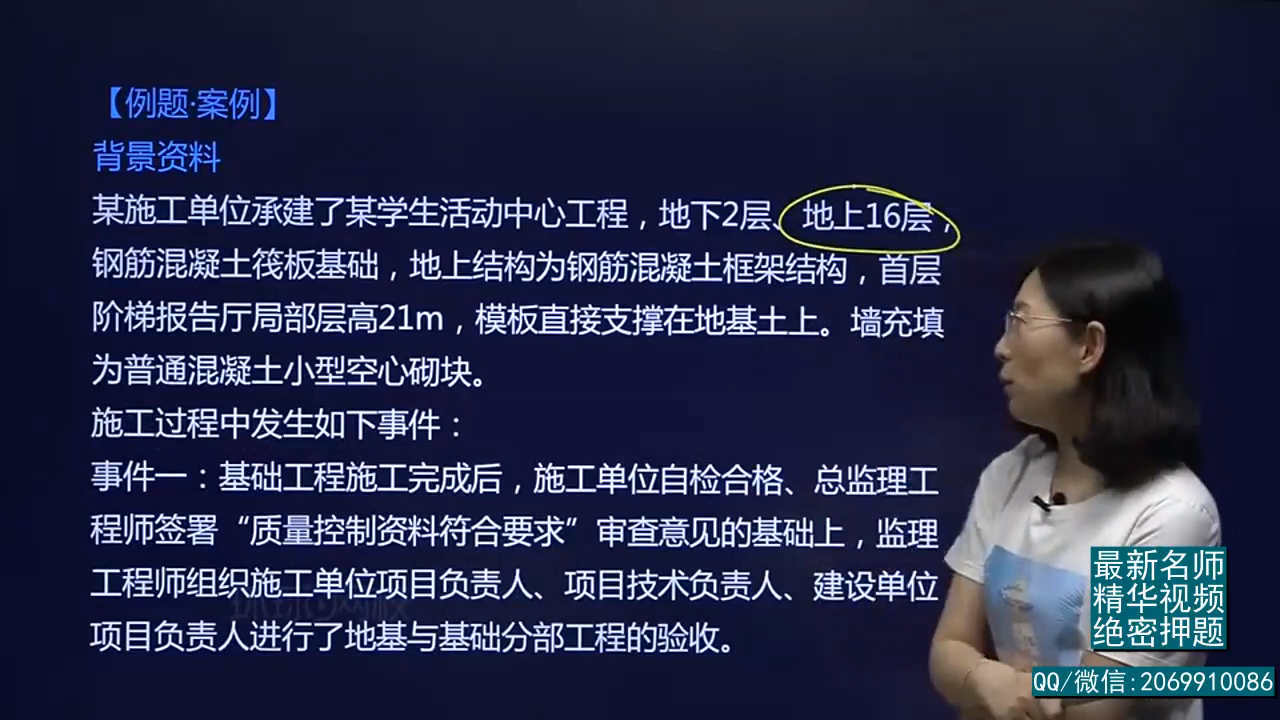 【例题·案例】
背景资料
某施工单位承建了某学生活动中心工程，地下2层、地上16层，
钢筋混凝土筏板基础，地上结构为钢筋混凝土框架结构，首层
阶梯报告厅局部层高21m，模板直接支撑在地基土上。墙充填
为普通混凝土小型空心砌块。
施工过程中发生如下事件：
事件一：基础工程施工完成后，施工单位自检合格、总监理工
程师签署“质量控制资料符合要求”审查意见的基础上，监理
工程师组织施工单位项目负责人、项目技术负责人、建设单位
项目负责人进行了地基与基础分部工程的验收。
最新名师
精华视频
绝密押题
QQ/微信:2069910086